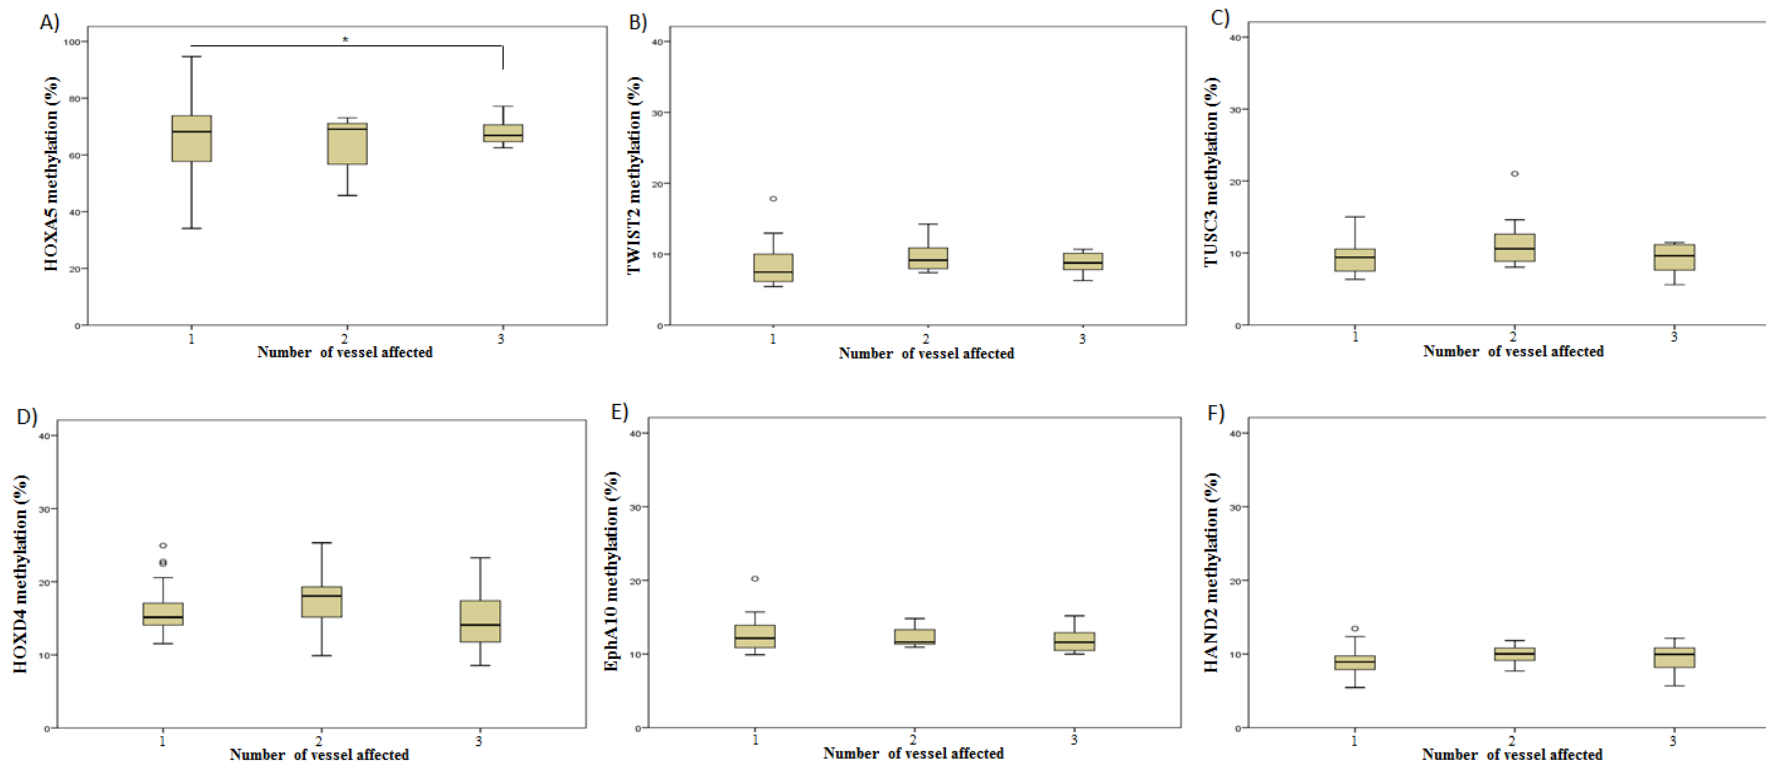 A)
HOXA5 methylation (%)
100
80
60
40
20
0
*
1 2 3
Number of vessel affected
B)
TWIST2 methylation (%)
40
30
20
10
0
1 2 3
Number of vessel affected
C)
TUSC3 methylation (%)
40
30
20
10
0
1 2 3
Number of vessel affected
D)
HOXD4 methylation (%)
40
30
20
10
0
1 2 3
Number of vessel affected
E)
EphA10 methylation (%)
40
30
20
10
0
1 2 3
Number of vessel affected
F)
HAND2 methylation (%)
40
30
20
10
0
1 2 3
Number of vessel affected